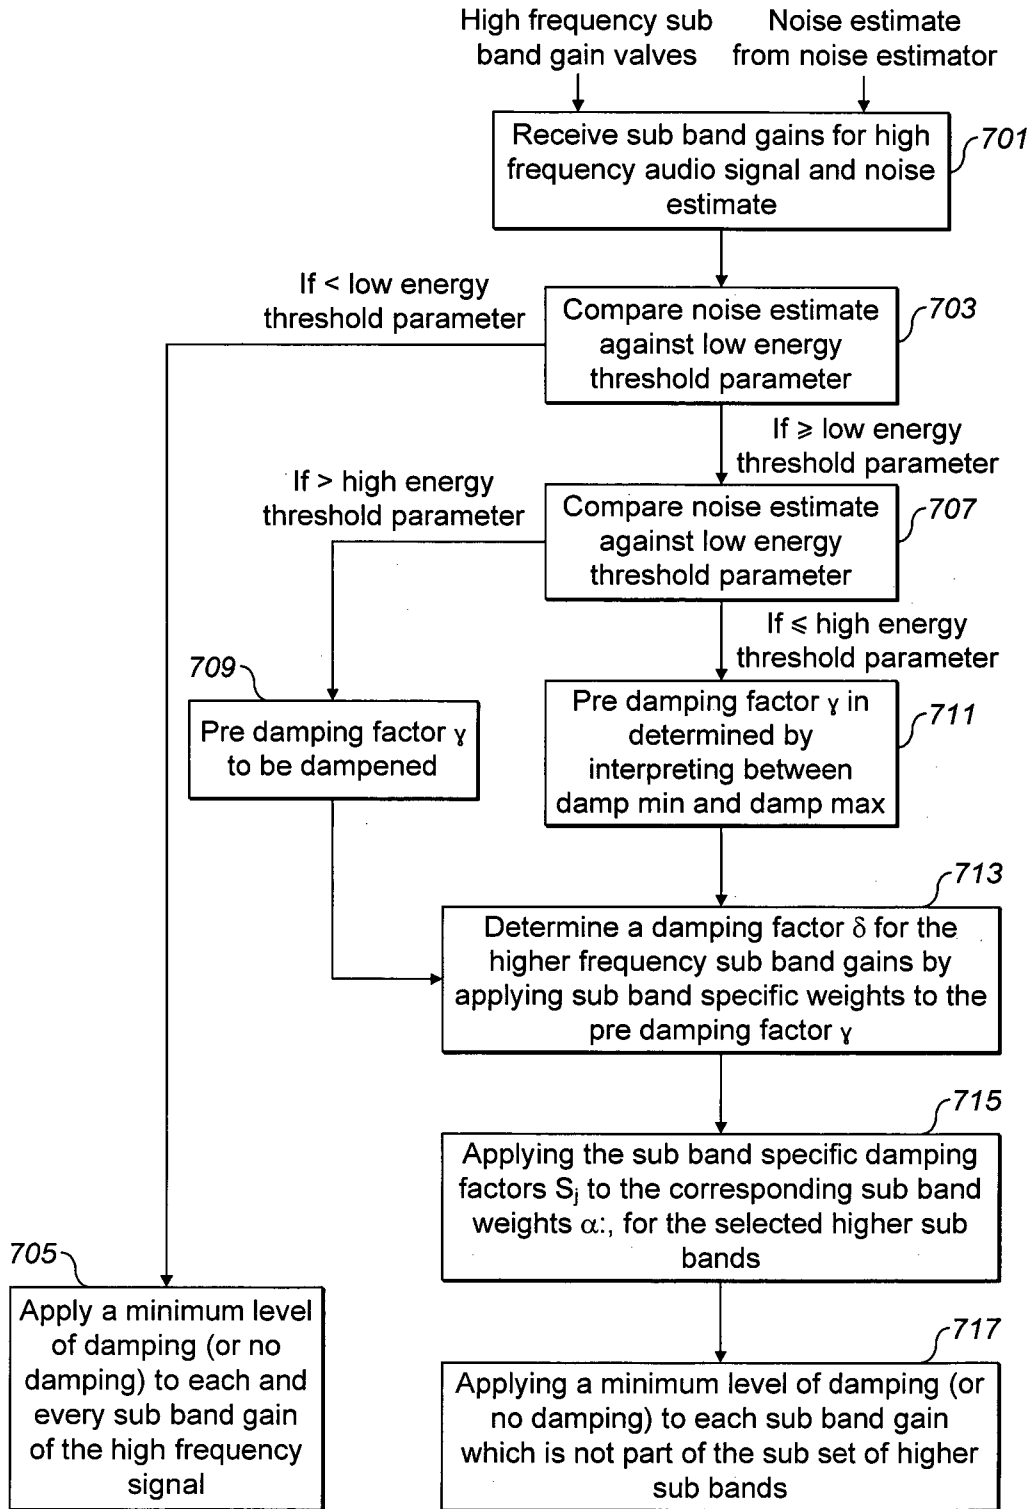 High frequency sub
band gain valves
Noise estimate
from noise estimator
Receive sub band gains for high
frequency audio signal and noise
estimate
701
If < low energy
threshold parameter
Compare noise estimate
against low energy
threshold parameter
703
If ⩾ low energy
threshold parameter
If > high energy
threshold parameter
Compare noise estimate
against low energy
threshold parameter
707
If ⩽ high energy
threshold parameter
709
Pre damping factor γ
to be dampened
Pre damping factor γ in
determined by
interpreting between
damp min and damp max
711
713
Determine a damping factor δ for the
higher frequency sub band gains by
applying sub band specific weights to the
pre damping factor γ
715
Applying the sub band specific damping
factors Sj to the corresponding sub band
weights α:, for the selected higher sub
bands
705
Apply a minimum level
of damping (or no
damping) to each and
every sub band gain
of the high frequency
signal
717
Applying a minimum level of damping (or
no damping) to each sub band gain
which is not part of the sub set of higher
sub bands